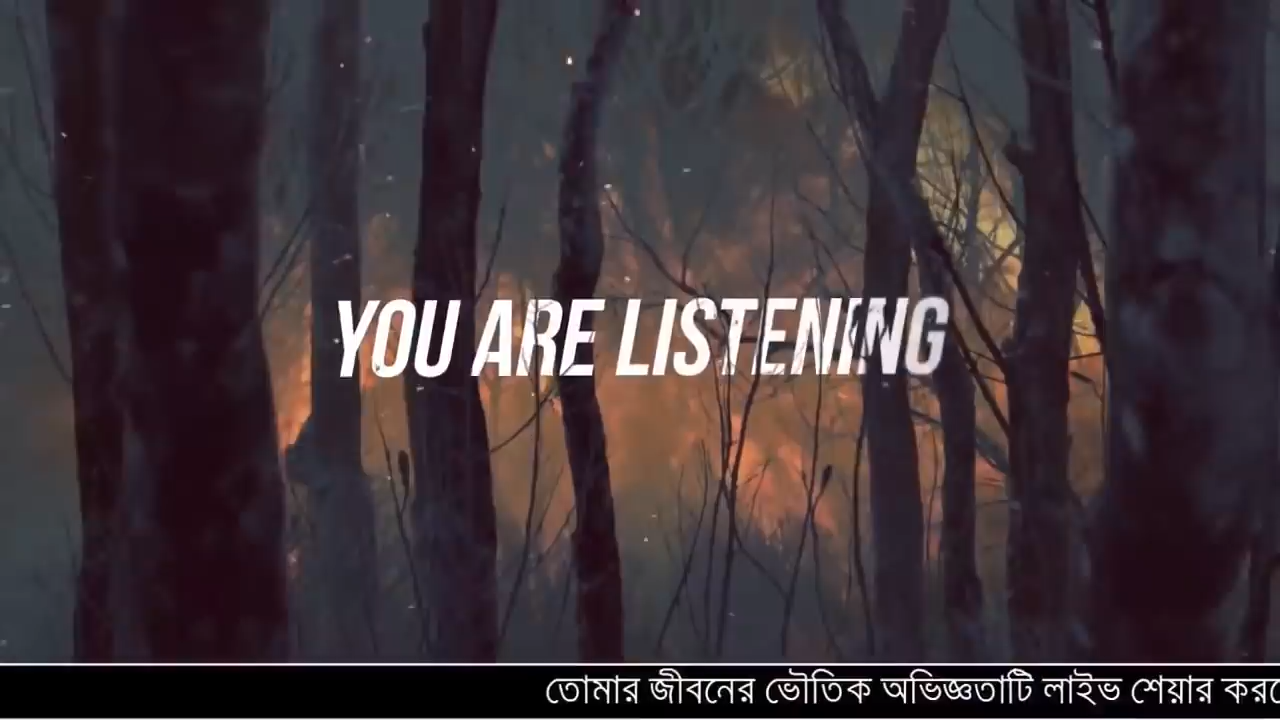 YOU ARE LISTENING
তোমার জীবনের ভৌতিক অভিজ্ঞতাটি লাইভ শেয়ার